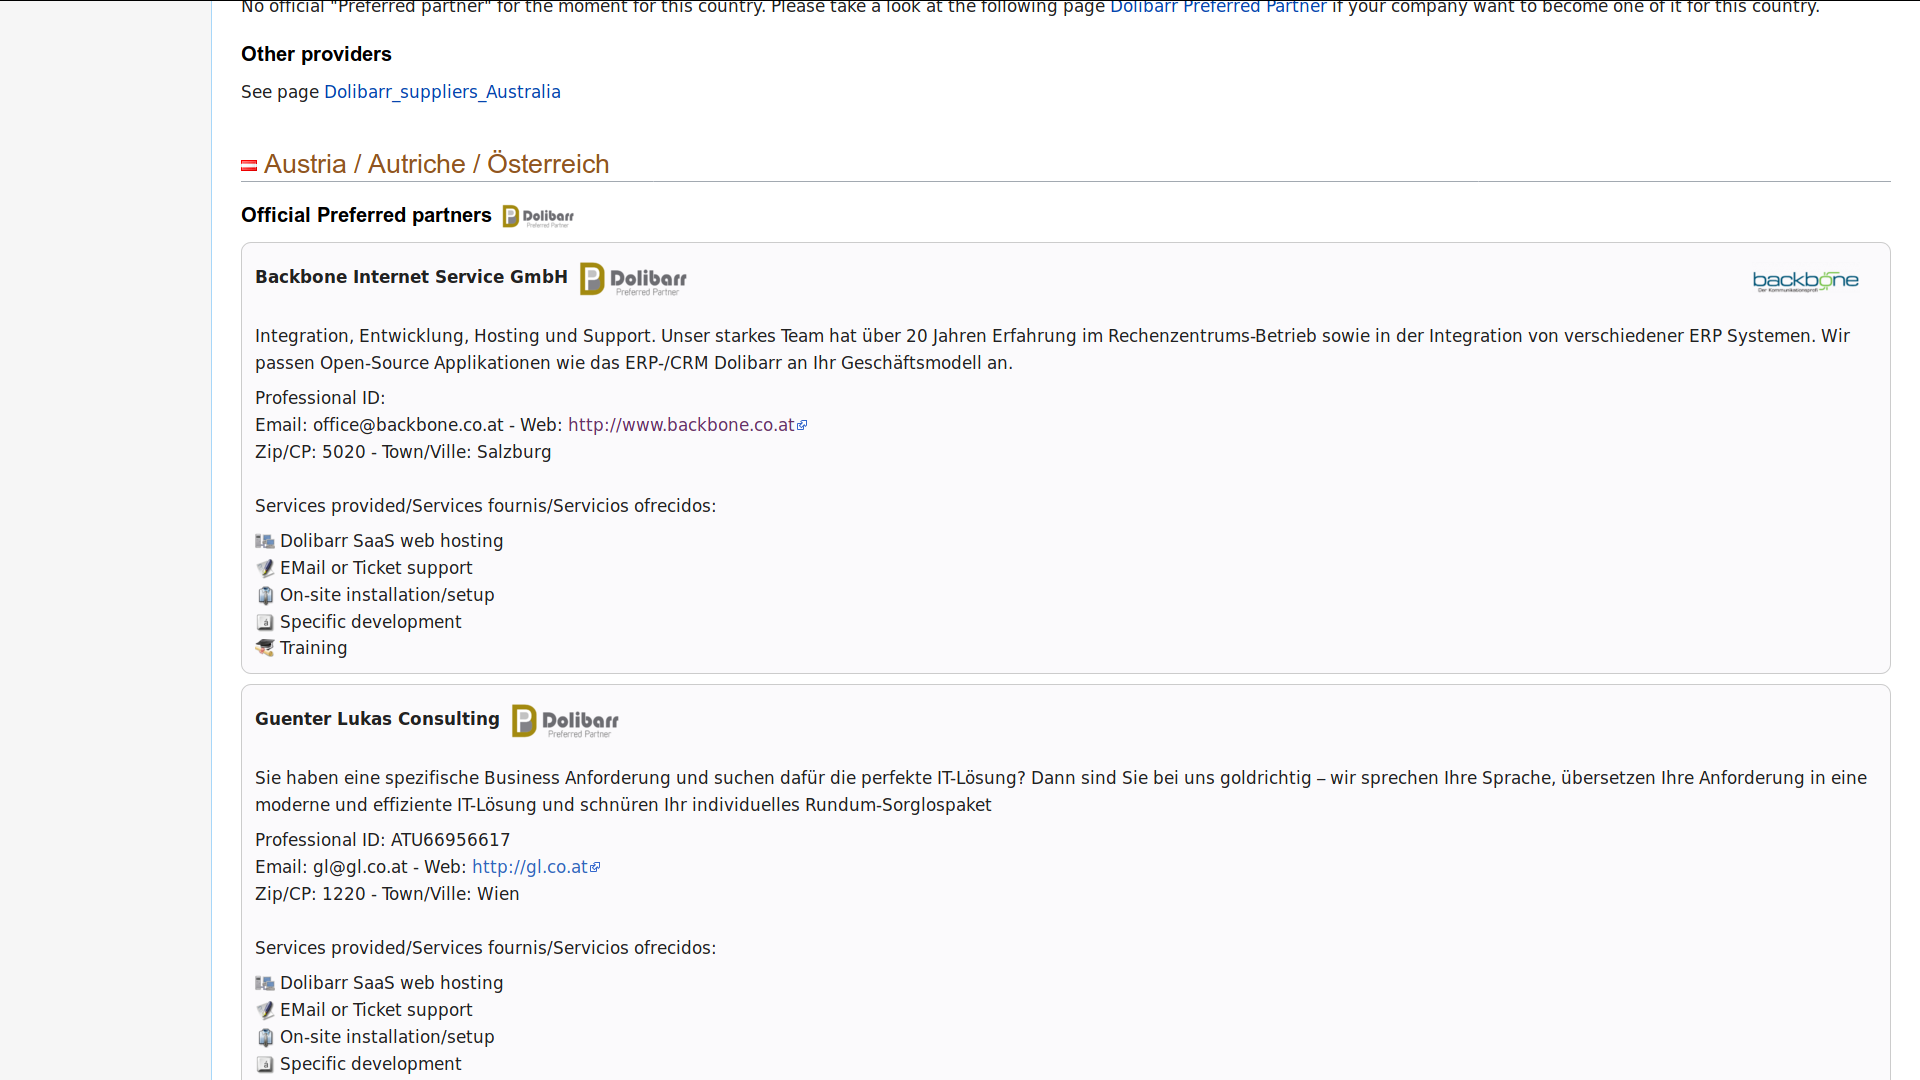 No official "Preferred partner" for the moment for this country. Please take a look at the following page Dolibarr Preferred Partner if your company want to become one of it for this country.
Other providers
See page Dolibarr_suppliers_Australia
Austria / Autriche / Österreich
Official Preferred partners Dolibarr Preferred Partner
Backbone Internet Service GmbH Dolibarr Preferred Partner
backbone Der Kommunikationsprofi
Integration, Entwicklung, Hosting und Support. Unser starkes Team hat über 20 Jahren Erfahrung im Rechenzentrums-Betrieb sowie in der Integration von verschiedener ERP Systemen. Wir
passen Open-Source Applikationen wie das ERP-/CRM Dolibarr an Ihr Geschäftsmodell an.
Professional ID:
Email: office@backbone.co.at - Web: http://www.backbone.co.at
Zip/CP: 5020 - Town/Ville: Salzburg
Services provided/Services fournis/Servicios ofrecidos:
Dolibarr SaaS web hosting
EMail or Ticket support
On-site installation/setup
Specific development
Training
Guenter Lukas Consulting Dolibarr Preferred Partner
Sie haben eine spezifische Business Anforderung und suchen dafür die perfekte IT-Lösung? Dann sind Sie bei uns goldrichtig – wir sprechen Ihre Sprache, übersetzen Ihre Anforderung in eine
moderne und effiziente IT-Lösung und schnüren Ihr individuelles Rundum-Sorglospaket
Professional ID: ATU66956617
Email: gl@gl.co.at - Web: http://gl.co.at
Zip/CP: 1220 - Town/Ville: Wien
Services provided/Services fournis/Servicios ofrecidos:
Dolibarr SaaS web hosting
EMail or Ticket support
On-site installation/setup
Specific development